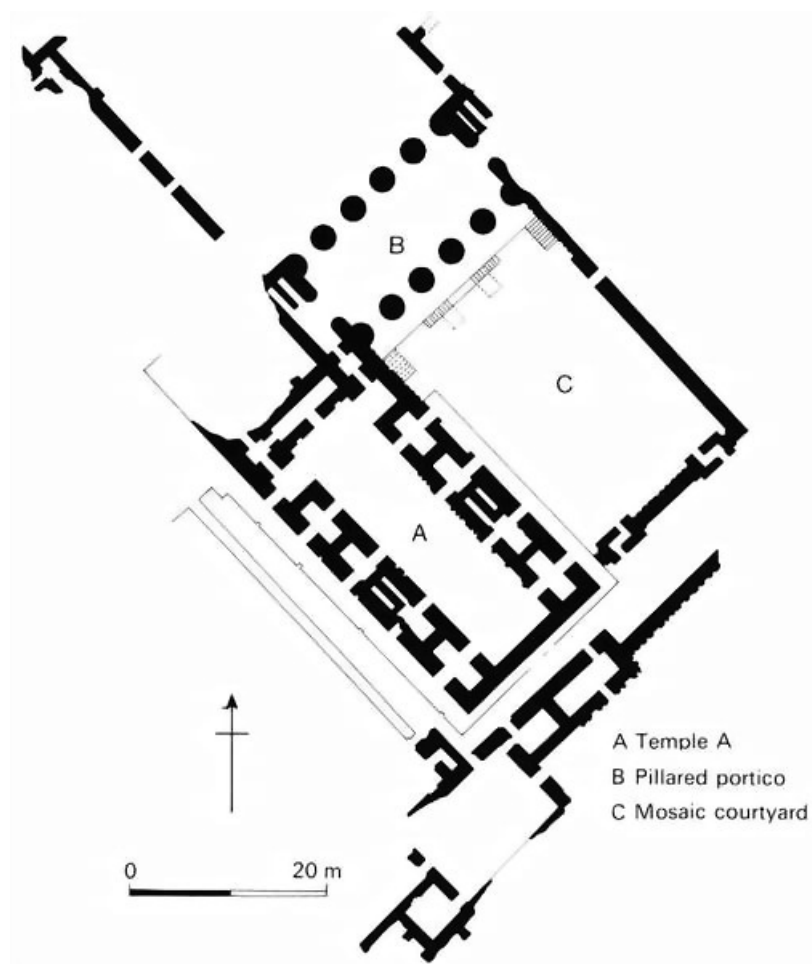 B
C
A
A Temple A
B Pillared portico
C Mosaic courtyard
0 20 m